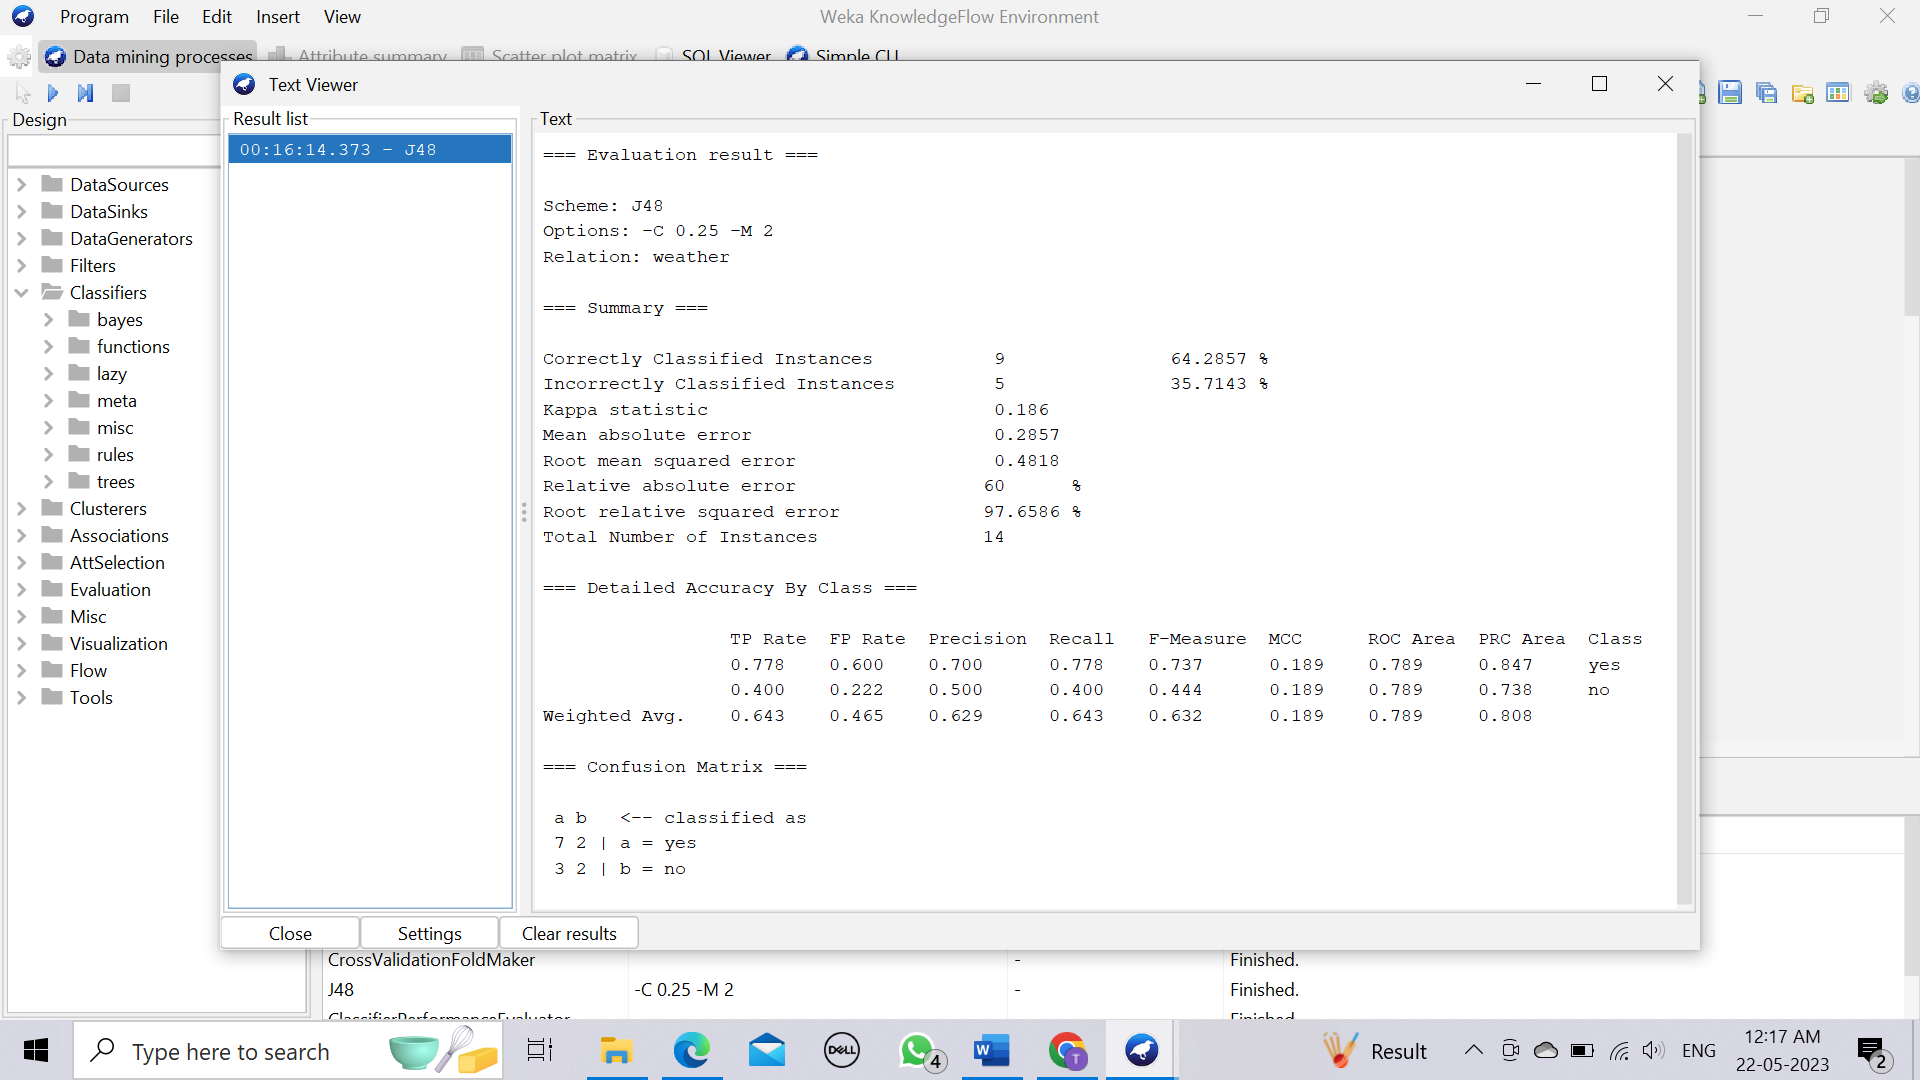 Program File Edit Insert View
Weka KnowledgeFlow Environment
Data mining processes Attribute summary Scatter plot matrix SQL Viewer Simple CLI
Text Viewer
Design
Result list
Text
00:16:14.373 - J48
=== Evaluation result ===
Scheme: J48
Options: -C 0.25 -M 2
Relation: weather
=== Summary ===
Correctly Classified Instances 9 64.2857 %
Incorrectly Classified Instances 5 35.7143 %
Kappa statistic 0.186
Mean absolute error 0.2857
Root mean squared error 0.4818
Relative absolute error 60 %
Root relative squared error 97.6586 %
Total Number of Instances 14
=== Detailed Accuracy By Class ===
TP Rate FP Rate Precision Recall F-Measure MCC ROC Area PRC Area Class
0.778 0.600 0.700 0.778 0.737 0.189 0.789 0.847 yes
0.400 0.222 0.500 0.400 0.444 0.189 0.789 0.738 no
Weighted Avg. 0.643 0.465 0.629 0.643 0.632 0.189 0.789 0.808
=== Confusion Matrix ===
a b <-- classified as
7 2 | a = yes
3 2 | b = no
DataSources
DataSinks
DataGenerators
Filters
Classifiers
bayes
functions
lazy
meta
misc
rules
trees
Clusterers
Associations
AttSelection
Evaluation
Misc
Visualization
Flow
Tools
Close Settings Clear results
CrossValidationFoldMaker - Finished.
J48 -C 0.25 -M 2 - Finished.
ClassifierPerformanceEvaluator Finished.
Type here to search
DELL
4
W
T
Result
ENG
12:17 AM
22-05-2023
2